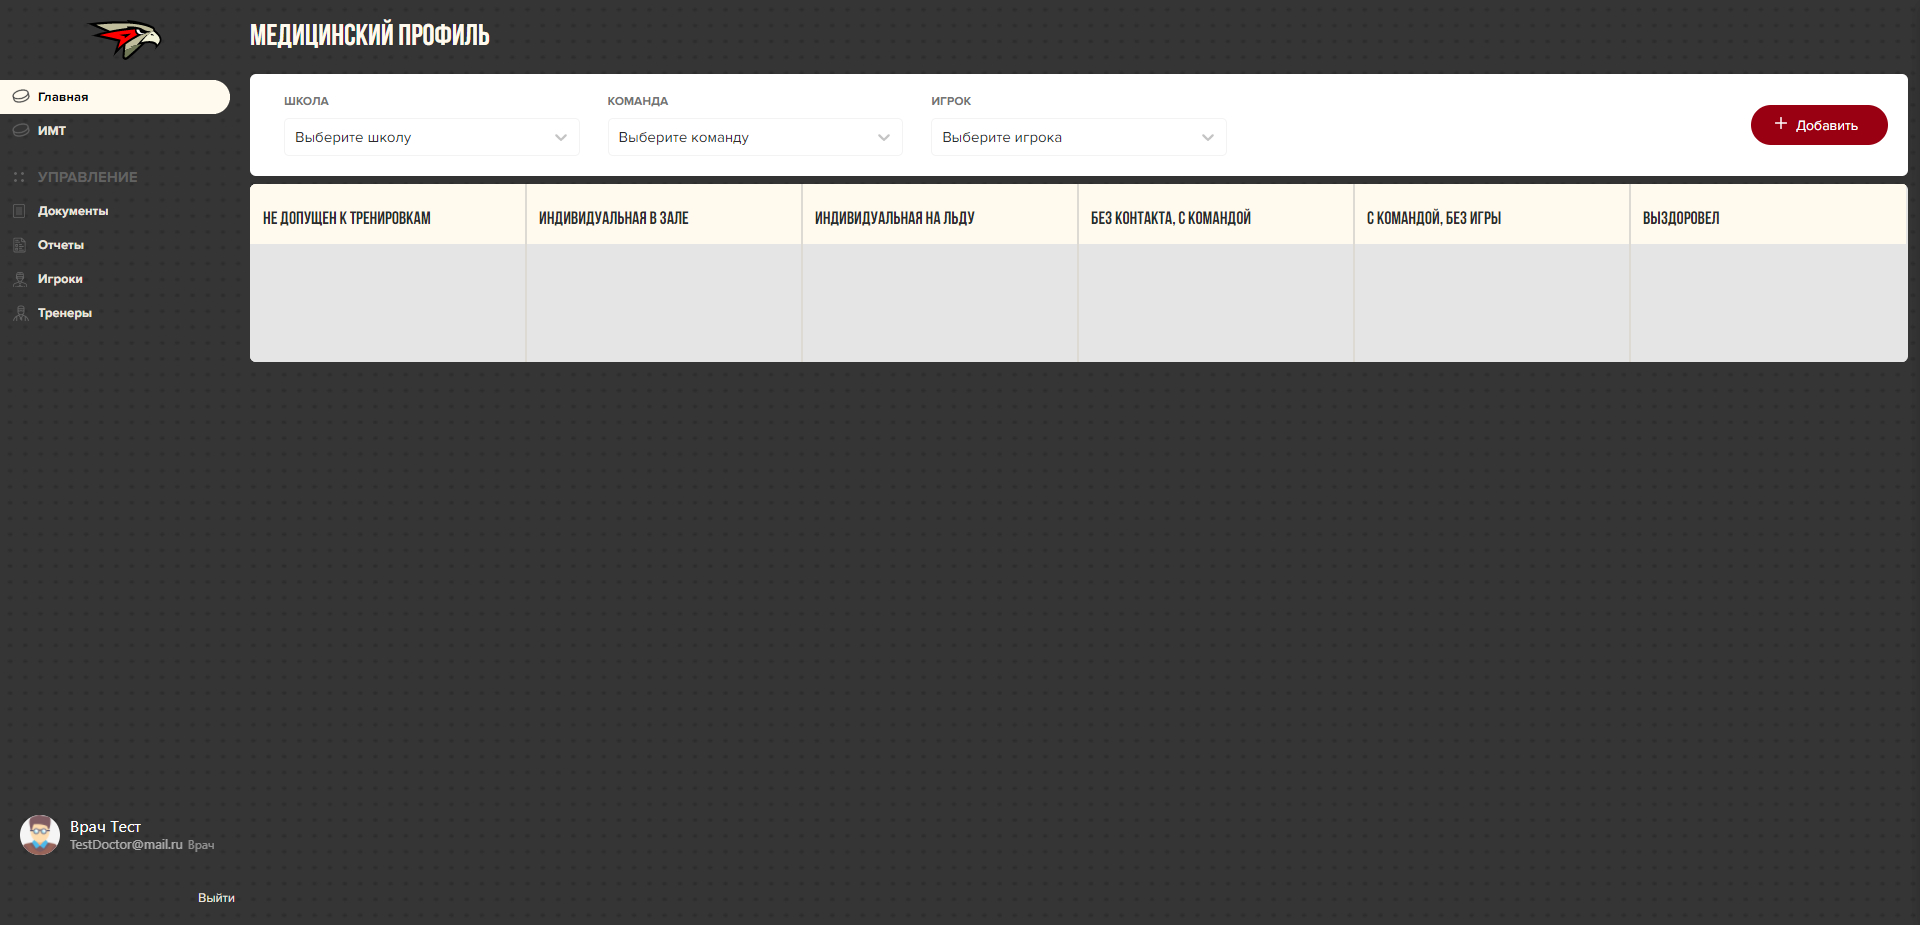 МЕДИЦИНСКИЙ ПРОФИЛЬ
Главная
ИМТ
УПРАВЛЕНИЕ
Документы
Отчеты
Игроки
Тренеры
ШКОЛА
Выберите школу
КОМАНДА
Выберите команду
ИГРОК
Выберите игрока
Добавить
НЕ ДОПУЩЕН К ТРЕНИРОВКАМ
ИНДИВИДУАЛЬНАЯ В ЗАЛЕ
ИНДИВИДУАЛЬНАЯ НА ЛЬДУ
БЕЗ КОНТАКТА, С КОМАНДОЙ
С КОМАНДОЙ, БЕЗ ИГРЫ
ВЫЗДОРОВЕЛ
Врач Тест
TestDoctor@mail.ru Врач
Выйти